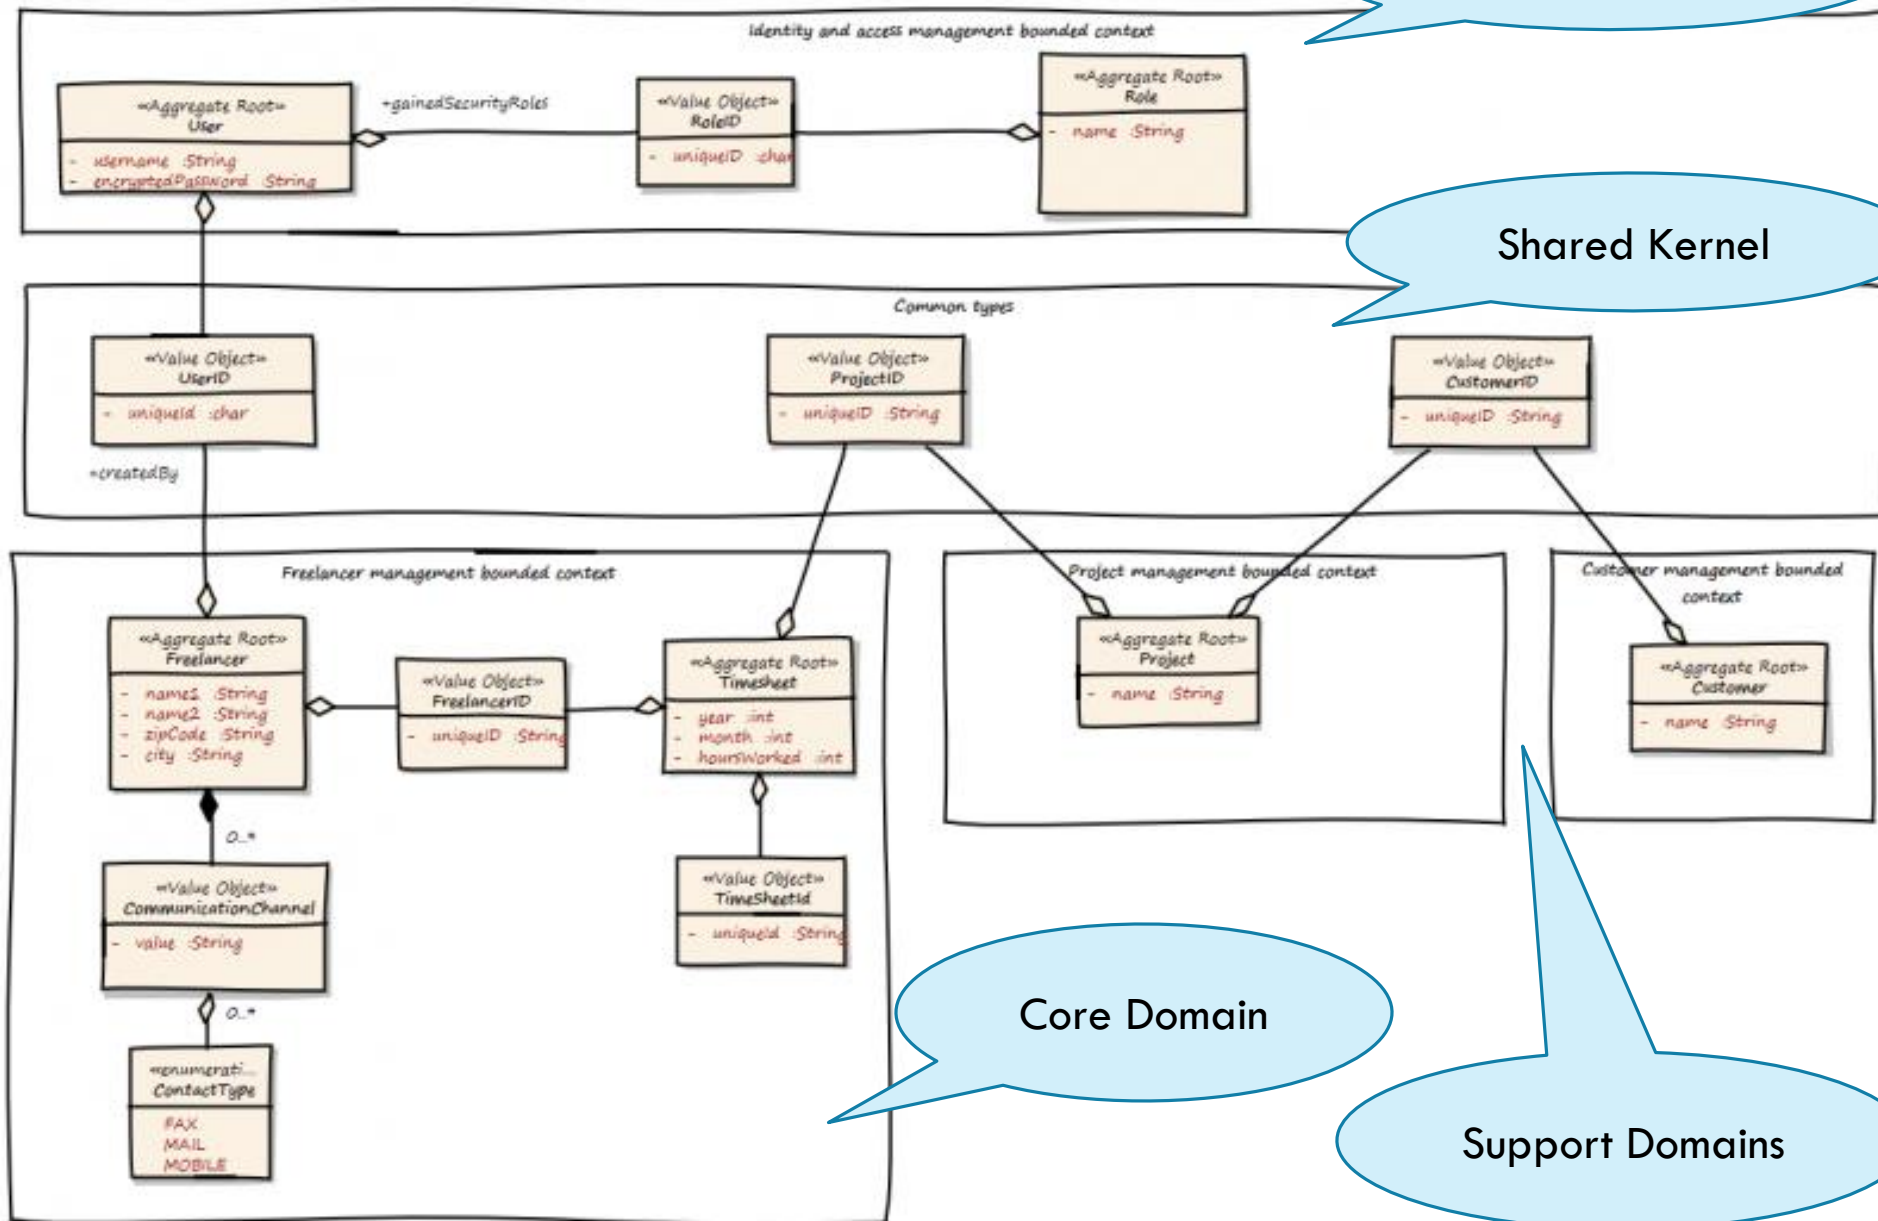 Identity and access management bounded context
«Aggregate Root»
User
- username :String
- encryptedPassword :String
+gainedSecurityRoles
«Value Object»
RoleID
- uniqueID :char
«Aggregate Root»
Role
- name :String
Shared Kernel
Common types
«Value Object»
UserID
- uniqueId :char
+createdBy
«Value Object»
ProjectID
- uniqueID :String
«Value Object»
CustomerID
- uniqueID :String
Freelancer management bounded context
«Aggregate Root»
Freelancer
- name1 :String
- name2 :String
- zipCode :String
- city :String
«Value Object»
FreelancerID
- uniqueID :String
«Aggregate Root»
Timesheet
- year :int
- month :int
- hoursWorked :int
0..*
«Value Object»
CommunicationChannel
- value :String
0..*
«enumerati...
ContactType
FAX
MAIL
MOBILE
«Value Object»
TimeSheetId
- uniqueId :String
Project management bounded context
«Aggregate Root»
Project
- name :String
Customer management bounded
context
«Aggregate Root»
Customer
- name :String
Core Domain
Support Domains